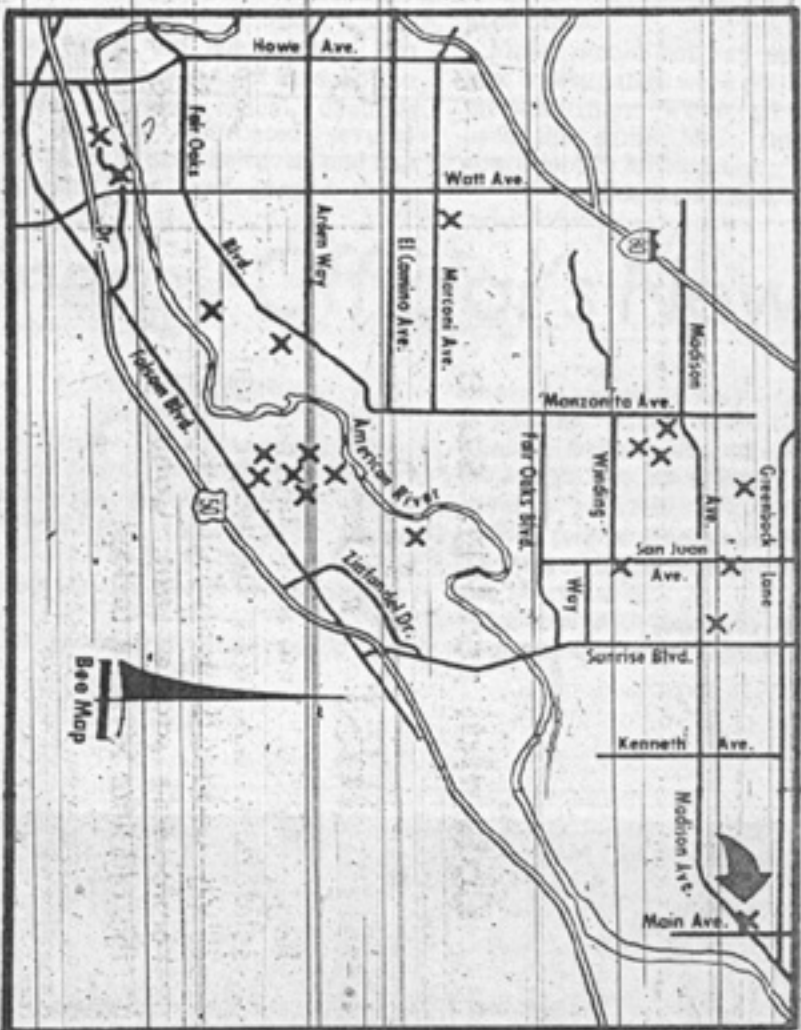 Howe Ave.
Fair Oaks
Blvd.
Watt Ave.
Arden Way
El Camino Ave.
Marconi Ave.
80
Madison
Ave.
Dr.
Folsom Blvd.
Manzanita Ave.
American River
Fair Oaks Blvd.
Winding
Way
Greenback Lane
50
San Juan
Ave.
Zinfandel Dr.
Sunrise Blvd.
Bee Map
Kenneth Ave.
Madison Ave.
Main Ave.